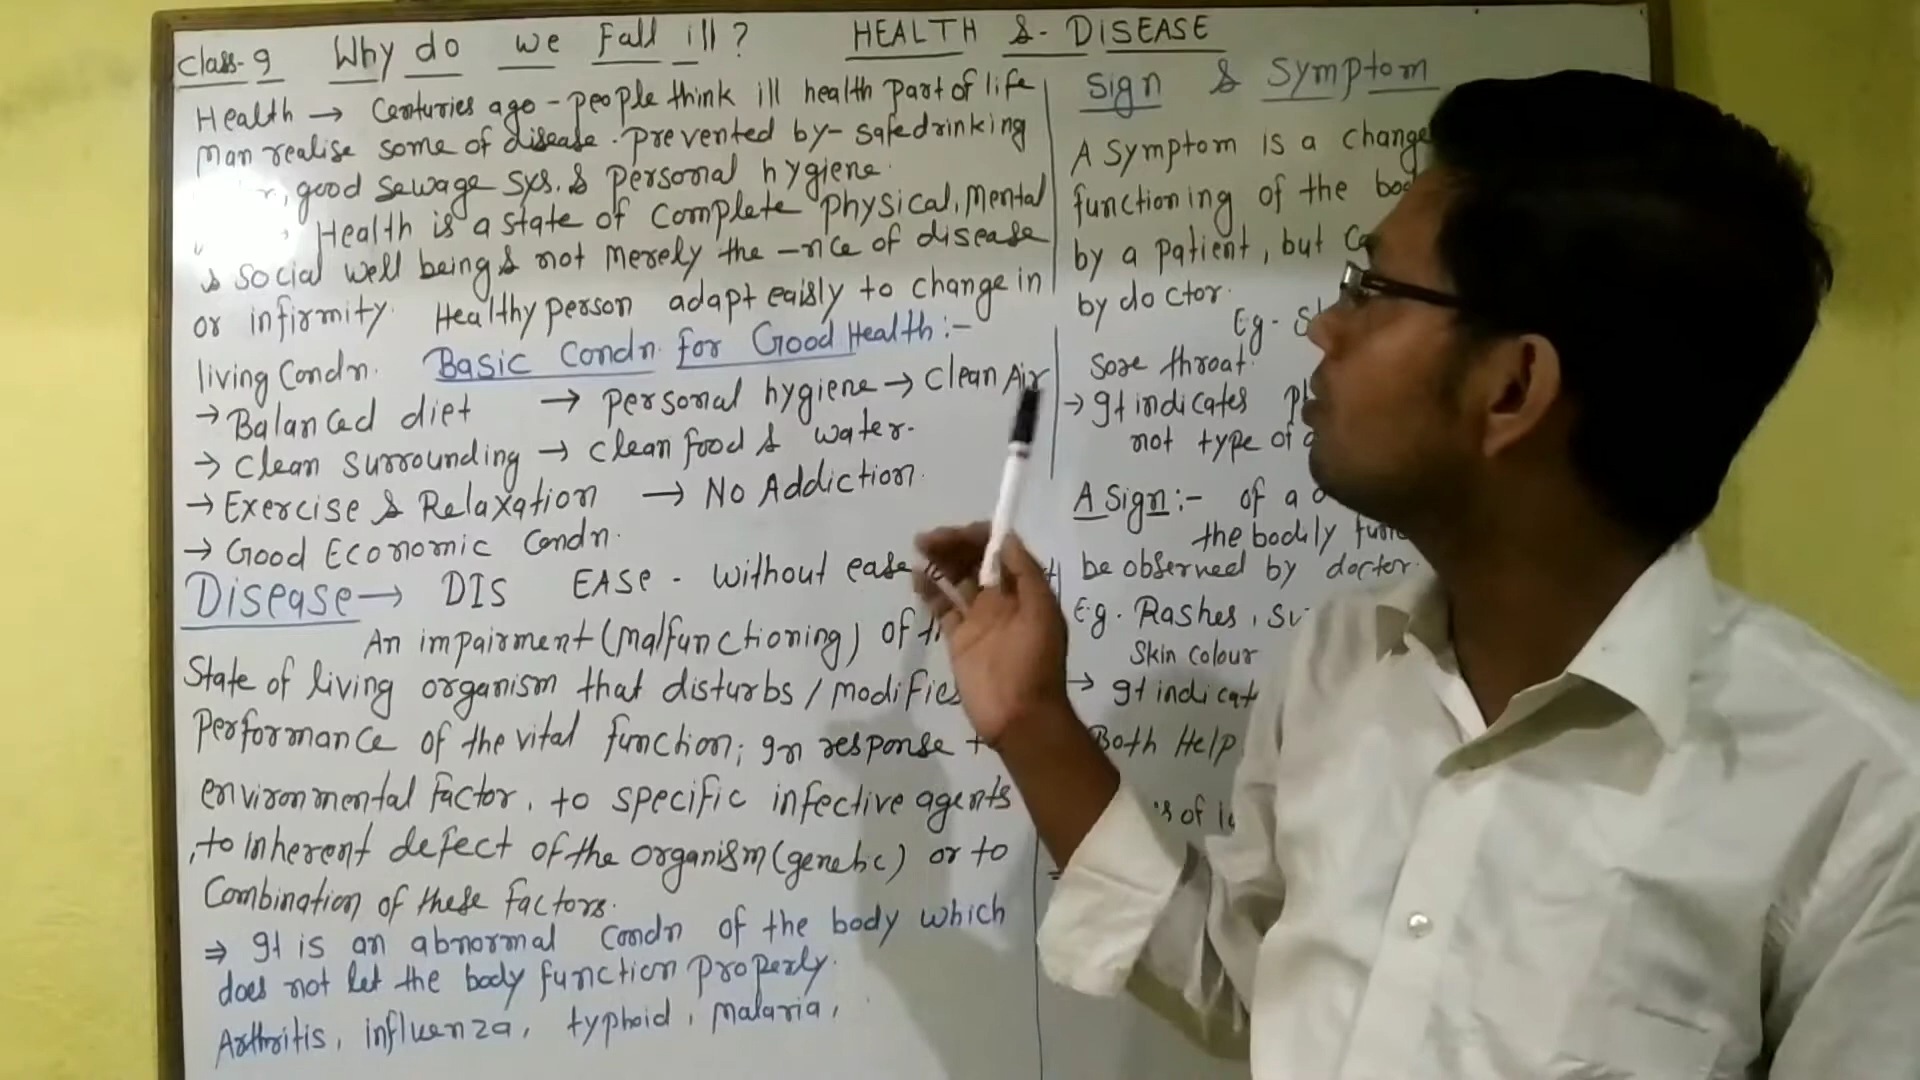 Class-9 Why do we Fall ill? HEALTH & DISEASE
Health → Centuries ago - people think ill health part of life
Man realise some of disease. prevented by - safe drinking
good sewage sys. & personal hygiene.
Health is a state of complete physical, mental
& social well being & not merely the -nce of disease
or infirmity. Healthy person adapt eaisly to change in
living Condn.
Basic Condn. for Good Health:-
→ Balanced diet → personal hygiene → Clean Air
→ Clean surrounding → clean food & water.
→ Exercise & Relaxation → No Addiction.
→ Good Economic Condn.
Disease → DIS EASE - without ease
An impairment (malfunctioning) of
State of living organism that disturbs / modifies
performance of the vital function; In response
environmental factor, to specific infective agents
, to inherent defect of the organism (genetic) or to
Combination of these factors.
⇒ It is an abnormal condn of the body which
does not let the body function properly.
Arthritis, influenza, typhoid, malaria,
Sign & Symptom
A Symptom is a change
functioning of the
by a patient, but
by doctor.
Eg -
Sore throat.
→ It indicates
not type of
A Sign:- of a
the bodily
be observed by doctor.
Eg. Rashes,
Skin colour
→ It
Both Help
of